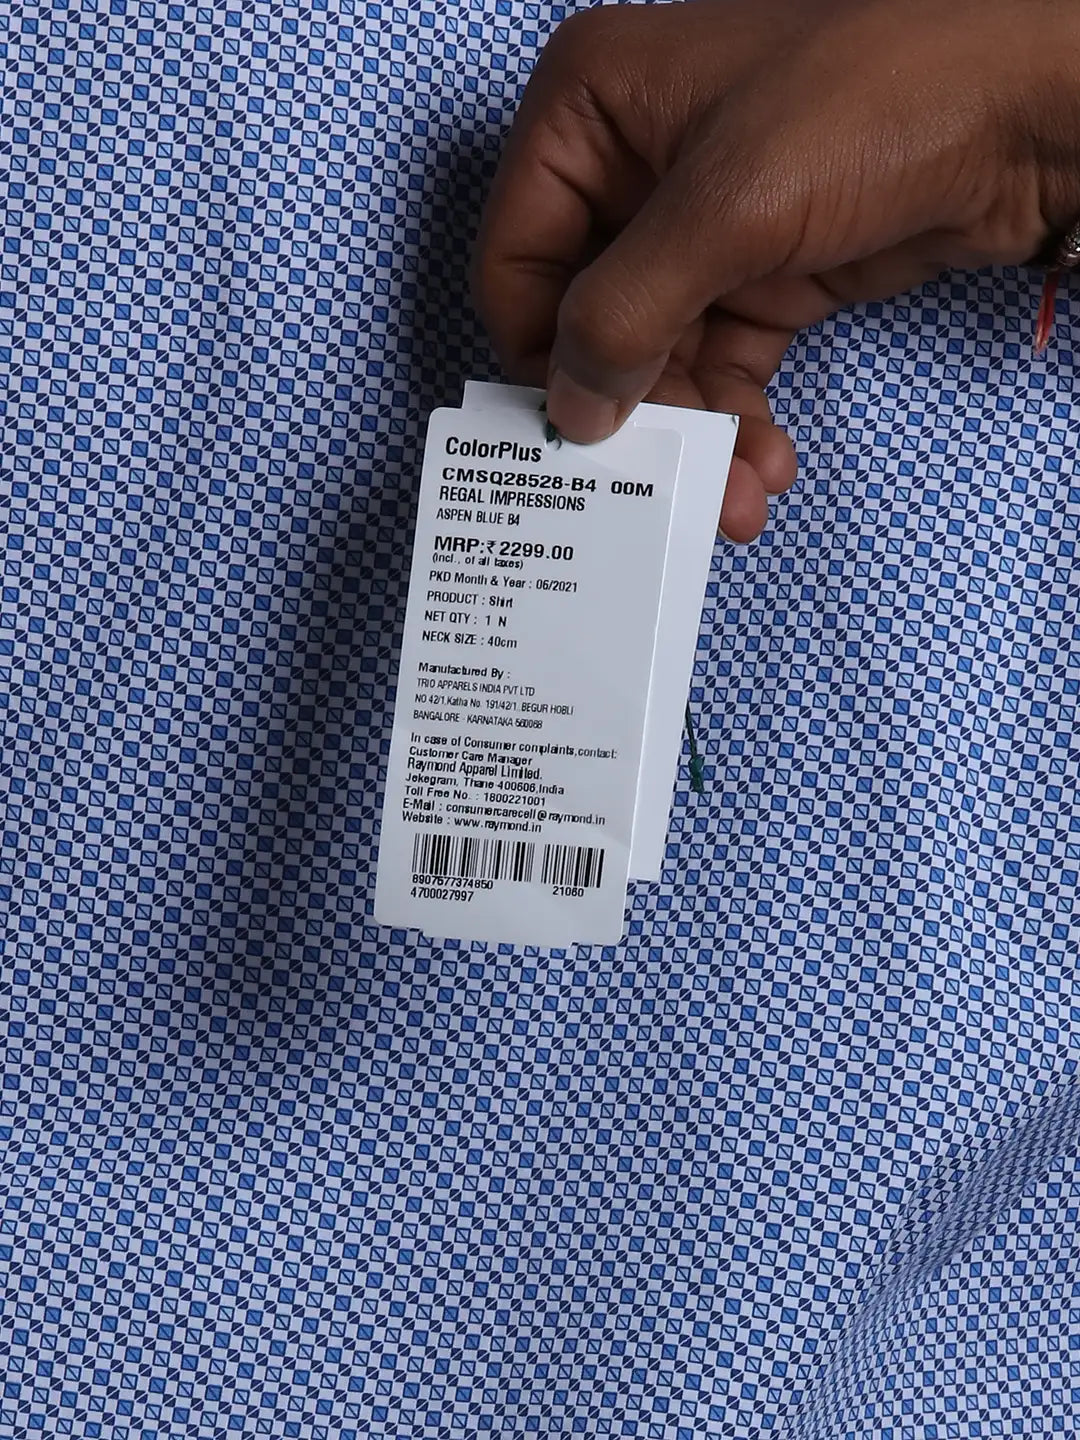 ColorPlus
CMSQ28528-B4 00M
REGAL IMPRESSIONS
ASPEN BLUE B4
MRP:₹2299.00
(Incl., of all taxes)
PKD Month & Year : 06/2021
PRODUCT : Shirt
NET QTY : 1 N
NECK SIZE : 40cm
Manufactured By :
TRIO APPARELS INDIA PVT LTD
NO 42/1,Katha No. 191/42/1, BEGUR HOBLI
BANGALORE - KARNATAKA 560068
In case of Consumer complaints,contact:
Customer Care Manager
Raymond Apparel Limited.
Jekegram, Thane 400606,India
Toll Free No. : 1800221001
E-Mail : consumercarecell@raymond.in
Website : www.raymond.in
8907677374850 21060
4700027997